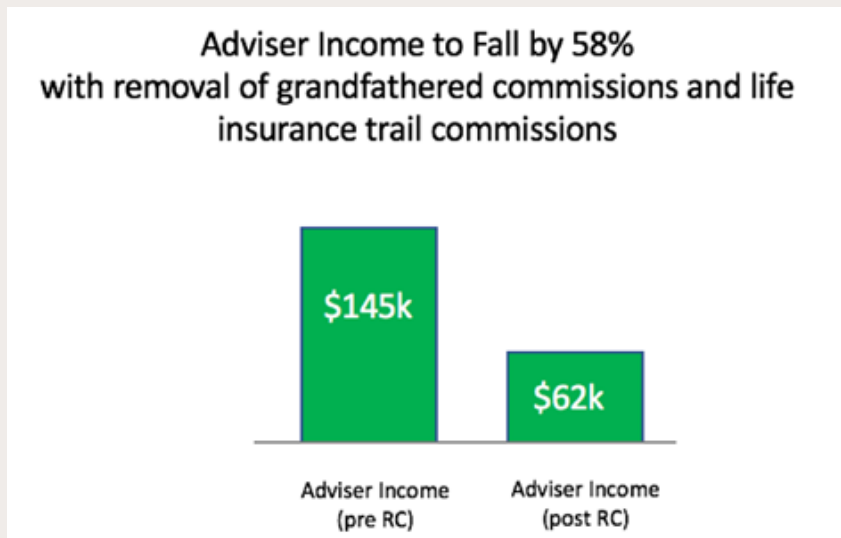 Adviser Income to Fall by 58%
with removal of grandfathered commissions and life
insurance trail commissions
$145k
$62k
Adviser Income
(pre RC)
Adviser Income
(post RC)